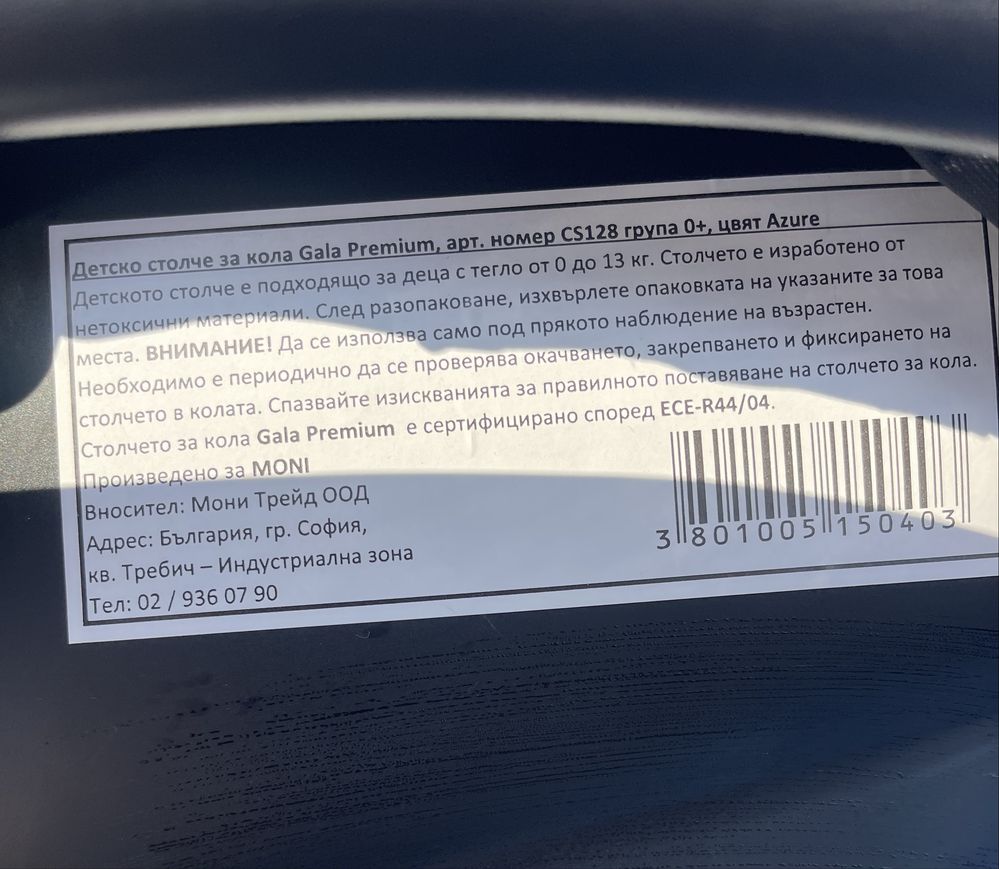 Детско столче за кола Gala Premium, арт. номер CS128 група 0+, цвят Azure
Детското столче е подходящо за деца с тегло от 0 до 13 кг. Столчето е изработено от
нетоксични материали. След разопаковане, изхвърлете опаковката на указаните за това
места. ВНИМАНИЕ! Да се използва само под прякото наблюдение на възрастен.
Необходимо е периодично да се проверява окачването, закрепването и фиксирането на
столчето в колата. Спазвайте изискванията за правилното поставяне на столчето за кола.
Столчето за кола Gala Premium е сертифицирано според ECE-R44/04.
Произведено за MONI
Вносител: Мони Трейд ООД
Адрес: България, гр. София,
кв. Требич – Индустриална зона
Тел: 02 / 936 07 90
3 801005 150403